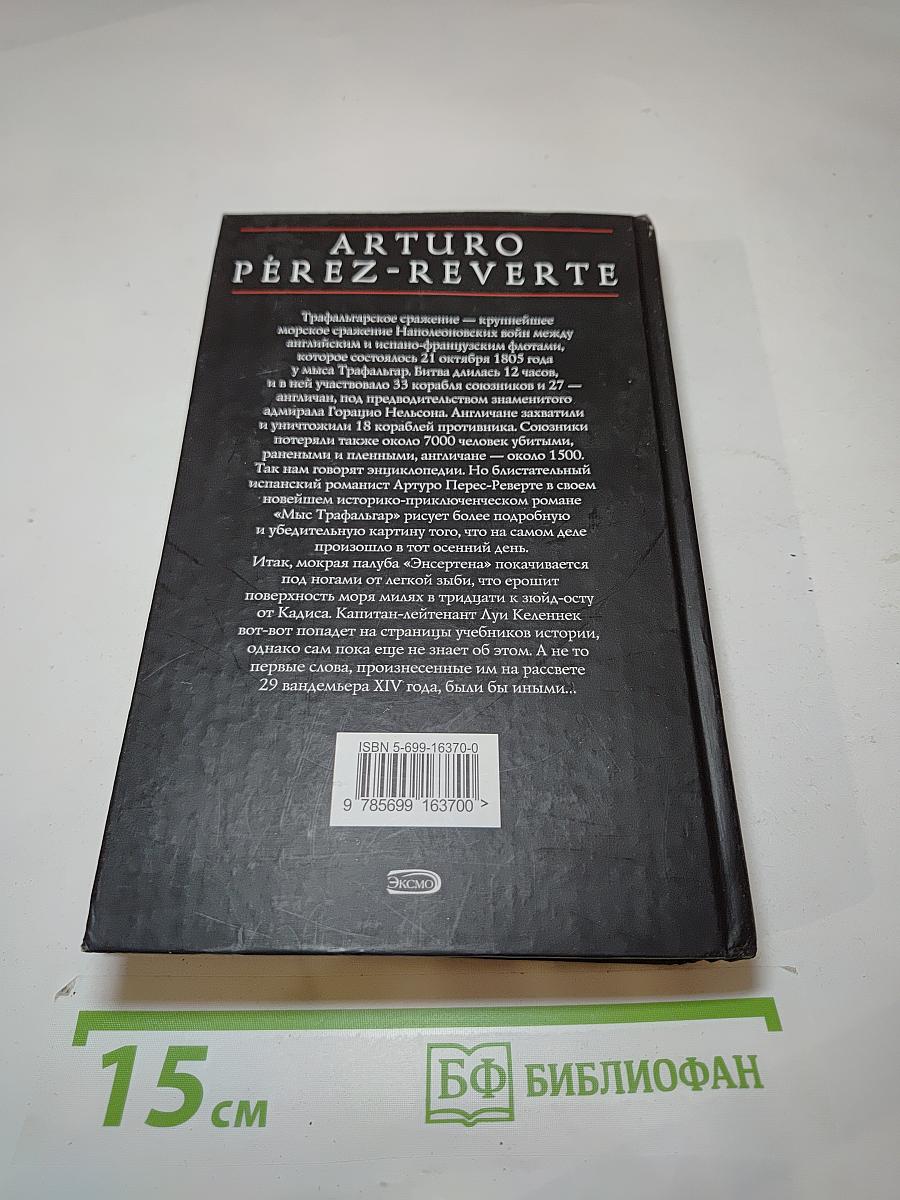 ARTURO
PÉREZ-REVERTE
Трафальгарское сражение — крупнейшее
морское сражение Наполеоновских войн между
английским и испано-французским флотами,
которое состоялось 21 октября 1805 года
у мыса Трафальгар. Битва длилась 12 часов,
и в ней участвовало 33 корабля союзников и 27 —
англичан, под предводительством знаменитого
адмирала Горацио Нельсона. Англичане захватили
и уничтожили 18 кораблей противника. Союзники
потеряли также около 7000 человек убитыми,
ранеными и пленными, англичане — около 1500.
Так нам говорят энциклопедии. Но блистательный
испанский романист Артуро Перес-Реверте в своем
новейшем историко-приключенческом романе
«Мыс Трафальгар» рисует более подробную
и убедительную картину того, что на самом деле
произошло в тот осенний день.
Итак, мокрая палуба «Энсертена» покачивается
под ногами от легкой зыби, что ерошит
поверхность моря милях в тридцати к зюйд-осту
от Кадиса. Капитан-лейтенант Луи Келеннек
вот-вот попадет на страницы учебников истории,
однако сам пока еще не знает об этом. А не то
первые слова, произнесенные им на рассвете
29 вандемьера XIV года, были бы иными...
ISBN 5-699-16370-0
9 785699 163700 >
ЭКСМО
15 см
БФ БИБЛИОФАН